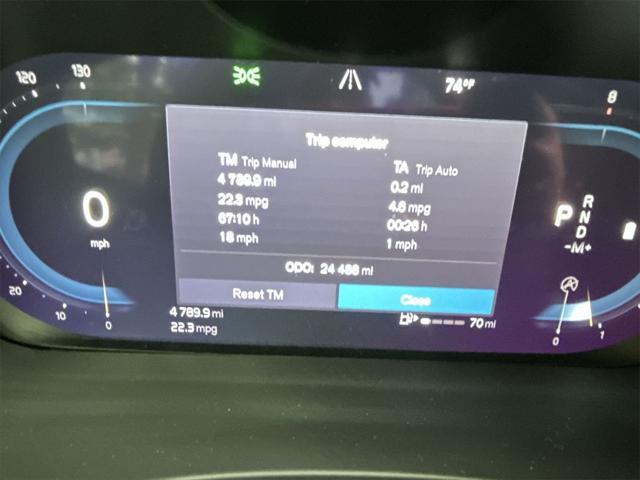 120 130 74°F 8
Trip computer
TM Trip Manual TA Trip Auto
4 789.9 mi 0.2 mi
22.3 mpg 4.6 mpg
67:10 h 00:26 h
18 mph 1 mph
ODO: 24 488 mi
Reset TM Close
0
mph
P R
N
D
-M+
20 10 0
4 789.9 mi
22.3 mpg
70 mi
0 1